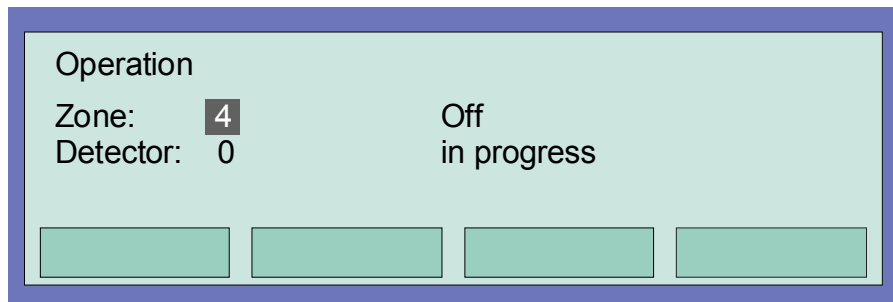 Operation
Zone: 4 Off
Detector: 0 in progress